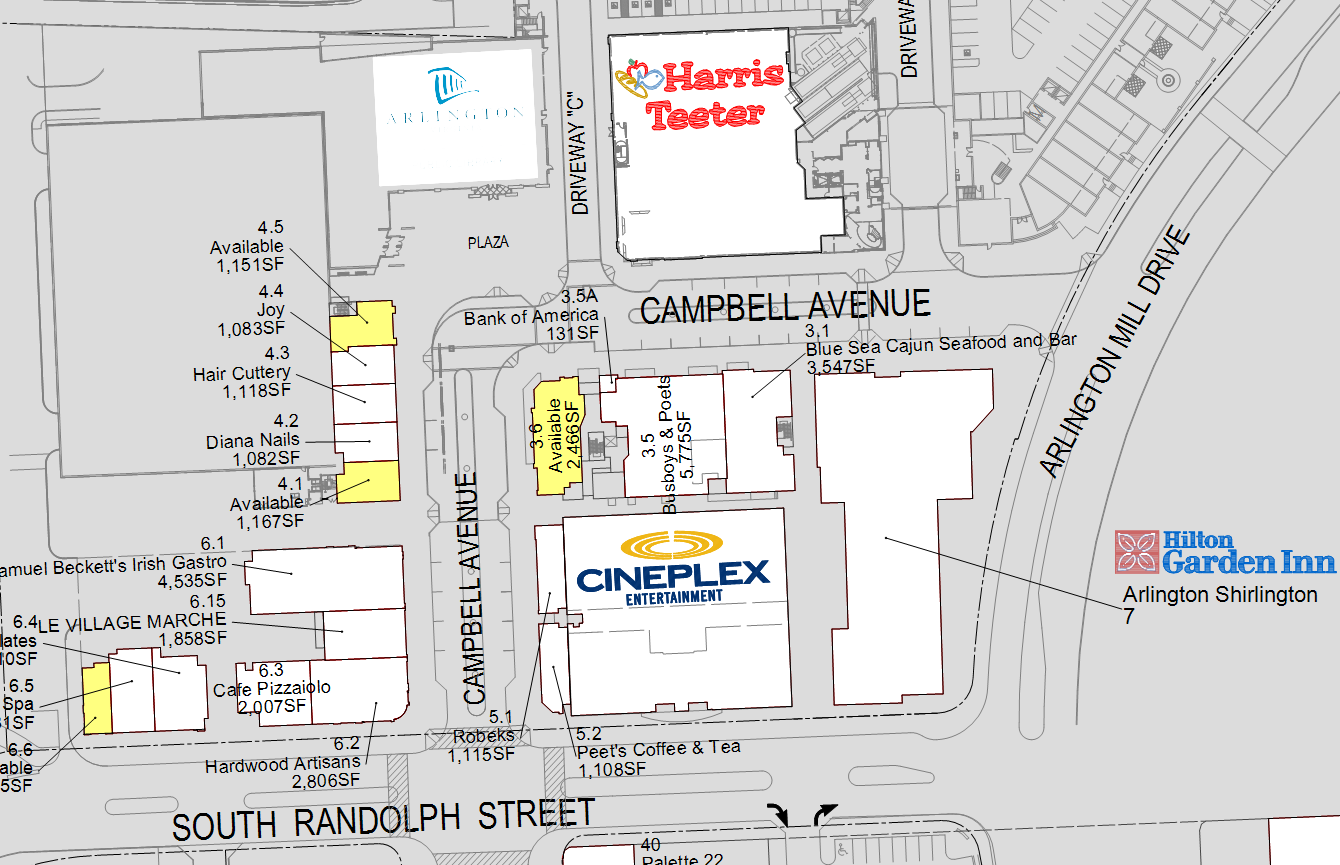 DRIVEWAY "C"
DRIVEWA
ARLINGTON
Harris
Teeter
PLAZA
4.5
Available
1,151SF
4.4
Joy
1,083SF
4.3
Hair Cuttery
1,118SF
4.2
Diana Nails
1,082SF
4.1
Available
1,167SF
3.5A
Bank of America
131SF
CAMPBELL AVENUE
3.1
Blue Sea Cajun Seafood and Bar
3,547SF
ARLINGTON MILL DRIVE
3.6
Available
2,466SF
3.5
Busboys & Poets
5,775SF
CAMPBELL AVENUE
CINEPLEX
ENTERTAINMENT
Hilton
Garden Inn
Arlington Shirlington
7
6.1
amuel Beckett's Irish Gastro
4,535SF
6.15
LE VILLAGE MARCHE
1,858SF
6.4
lates
0SF
6.5
Spa
31SF
6.6
able
5SF
6.3
Cafe Pizzaiolo
2,007SF
6.2
Hardwood Artisans
2,806SF
5.1
Robeks
1,115SF
5.2
Peet's Coffee & Tea
1,108SF
SOUTH RANDOLPH STREET
40
Palette 22